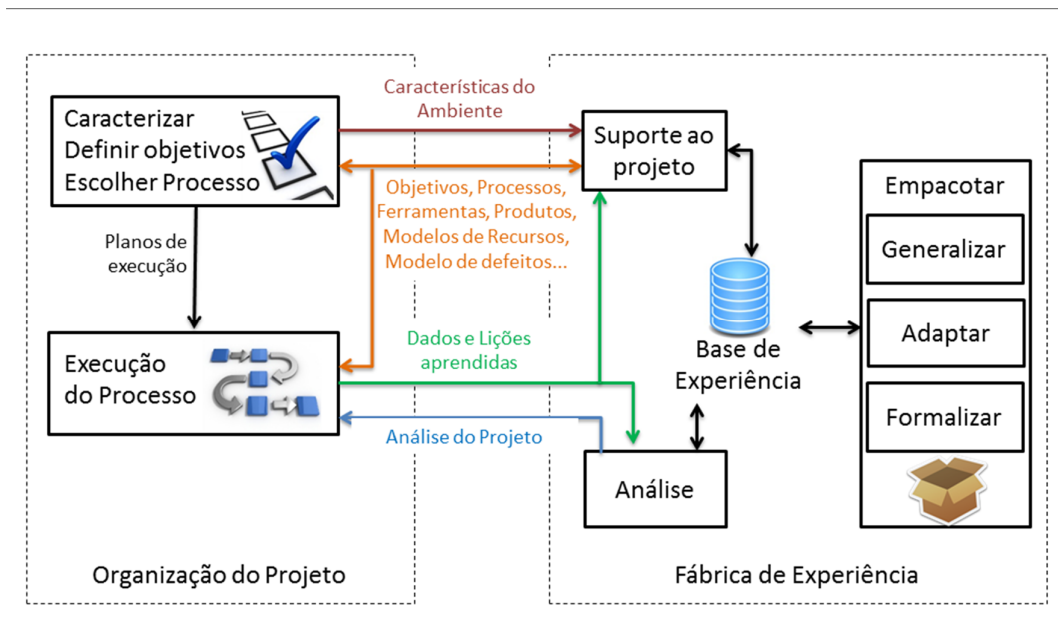 Caracterizar
Definir objetivos
Escolher Processo
Características do
Ambiente
Suporte ao
projeto
Objetivos, Processos,
Ferramentas, Produtos,
Modelos de Recursos,
Modelo de defeitos...
Planos de
execução
Empacotar
Generalizar
Adaptar
Formalizar
Execução
do Processo
Dados e Lições
aprendidas
Base de
Experiência
Análise do Projeto
Análise
Organização do Projeto
Fábrica de Experiência